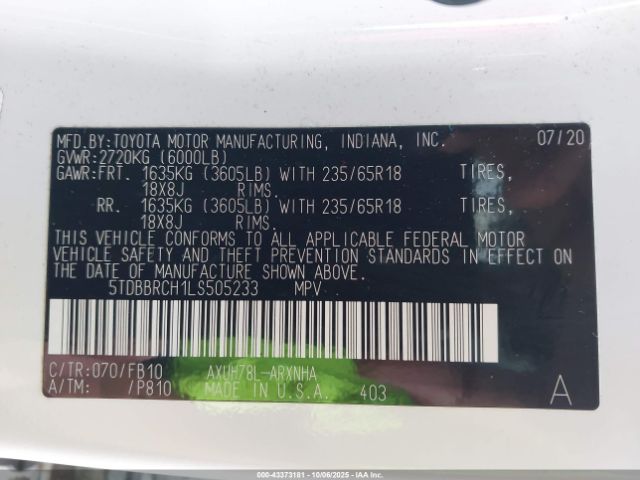 MFD.BY:TOYOTA MOTOR MANUFACTURING, INDIANA, INC. 07/20
GVWR:2720KG (6000LB)
GAWR:FRT. 1635KG (3605LB) WITH 235/65R18 TIRES,
18X8J RIMS.
RR. 1635KG (3605LB) WITH 235/65R18 TIRES,
18X8J RIMS.
THIS VEHICLE CONFORMS TO ALL APPLICABLE FEDERAL MOTOR
VEHICLE SAFETY AND THEFT PREVENTION STANDARDS IN EFFECT ON
THE DATE OF MANUFACTURE SHOWN ABOVE.
5TDBBRCH1LS505233 MPV
C/TR:070/FB10 AXUH78L-ARXNHA
A/TM: /P810 MADE IN U.S.A. 403 A
000-43373181 - 10/06/2025 - IAAI.COM